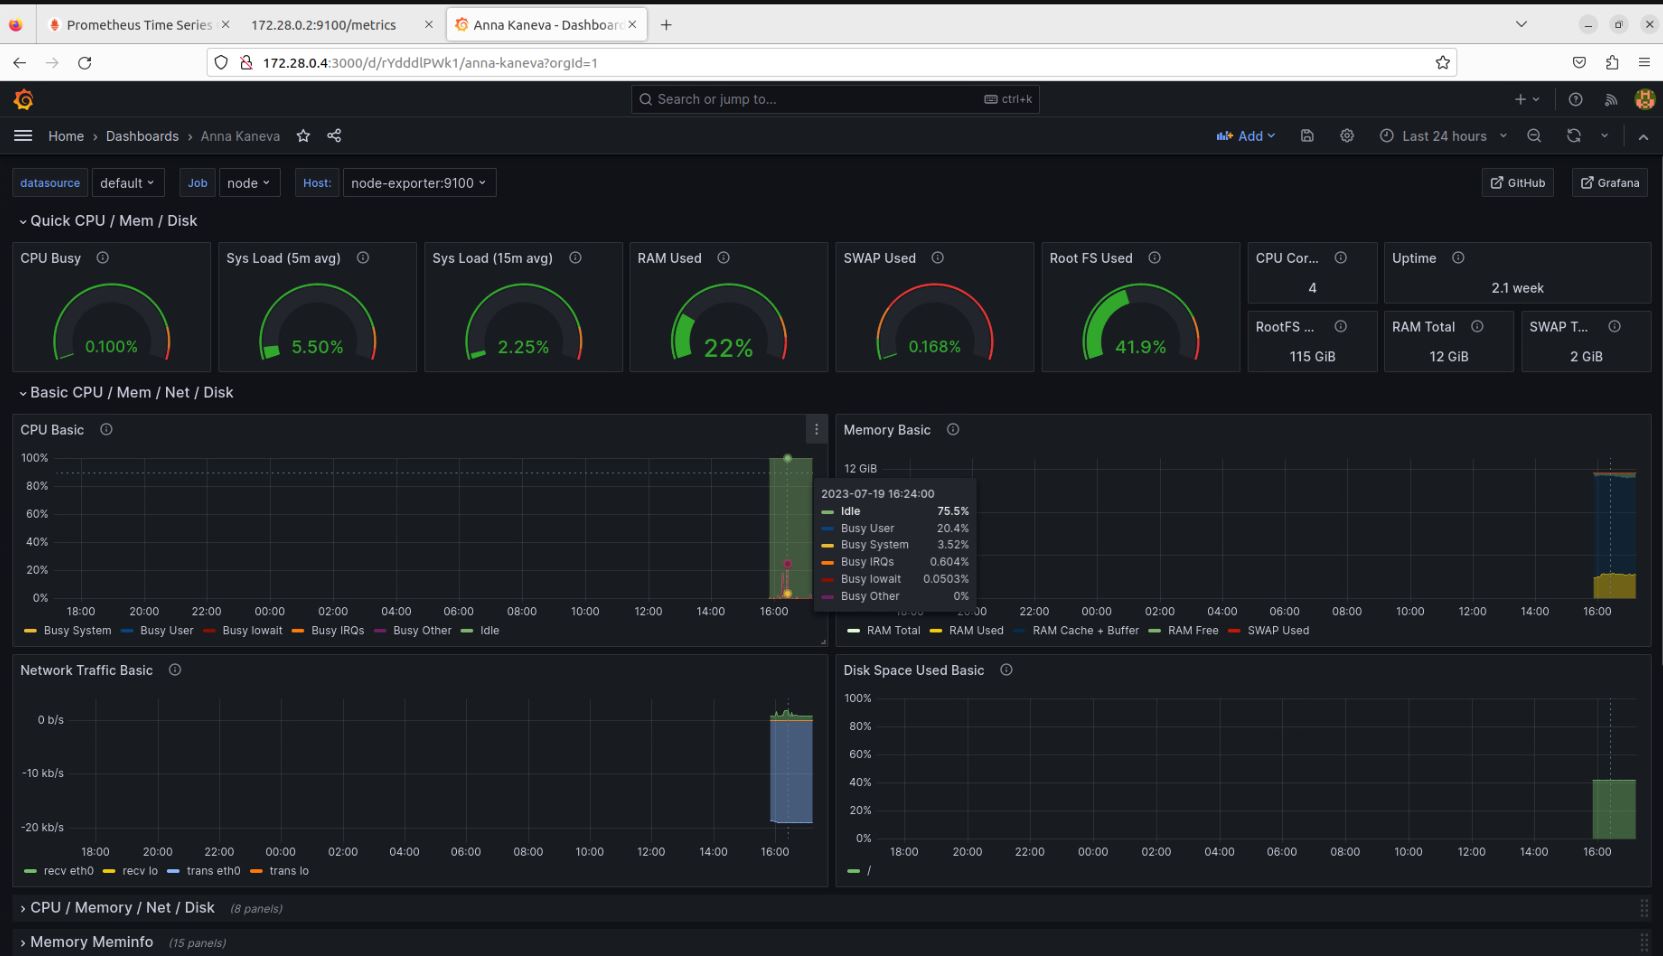 Prometheus Time Series
172.28.0.2:9100/metrics
Anna Kaneva - Dashboard
172.28.0.4:3000/d/rYdddlPWk1/anna-kaneva?orgId=1
Search or jump to...
ctrl+k
Home › Dashboards › Anna Kaneva
Add
Last 24 hours
datasource default Job node Host: node-exporter:9100
GitHub
Grafana
Quick CPU / Mem / Disk
CPU Busy
0.100%
Sys Load (5m avg)
5.50%
Sys Load (15m avg)
2.25%
RAM Used
22%
SWAP Used
0.168%
Root FS Used
41.9%
CPU Cor...
4
Uptime
2.1 week
RootFS ...
115 GiB
RAM Total
12 GiB
SWAP T...
2 GiB
Basic CPU / Mem / Net / Disk
CPU Basic
100%
80%
60%
40%
20%
0%
18:00 20:00 22:00 00:00 02:00 04:00 06:00 08:00 10:00 12:00 14:00 16:00
Busy System Busy User Busy Iowait Busy IRQs Busy Other Idle
2023-07-19 16:24:00
Idle 75.5%
Busy User 20.4%
Busy System 3.52%
Busy IRQs 0.604%
Busy Iowait 0.0503%
Busy Other 0%
Memory Basic
12 GiB
18:00 20:00 22:00 00:00 02:00 04:00 06:00 08:00 10:00 12:00 14:00 16:00
RAM Total RAM Used RAM Cache + Buffer RAM Free SWAP Used
Network Traffic Basic
0 b/s
-10 kb/s
-20 kb/s
18:00 20:00 22:00 00:00 02:00 04:00 06:00 08:00 10:00 12:00 14:00 16:00
recv eth0 recv lo trans eth0 trans lo
Disk Space Used Basic
100%
80%
60%
40%
20%
0%
18:00 20:00 22:00 00:00 02:00 04:00 06:00 08:00 10:00 12:00 14:00 16:00
/
CPU / Memory / Net / Disk (8 panels)
Memory Meminfo (15 panels)